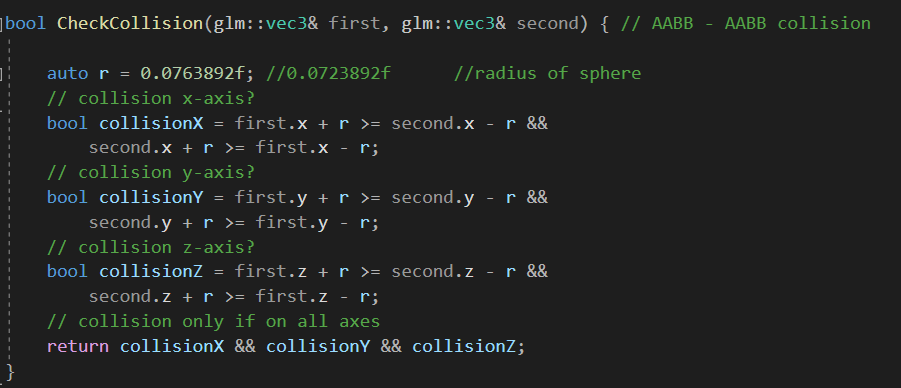 bool CheckCollision(glm::vec3& first, glm::vec3& second) { // AABB - AABB collision
auto r = 0.0763892f; //0.0723892f //radius of sphere
// collision x-axis?
bool collisionX = first.x + r >= second.x - r &&
second.x + r >= first.x - r;
// collision y-axis?
bool collisionY = first.y + r >= second.y - r &&
second.y + r >= first.y - r;
// collision z-axis?
bool collisionZ = first.z + r >= second.z - r &&
second.z + r >= first.z - r;
// collision only if on all axes
return collisionX && collisionY && collisionZ;
}